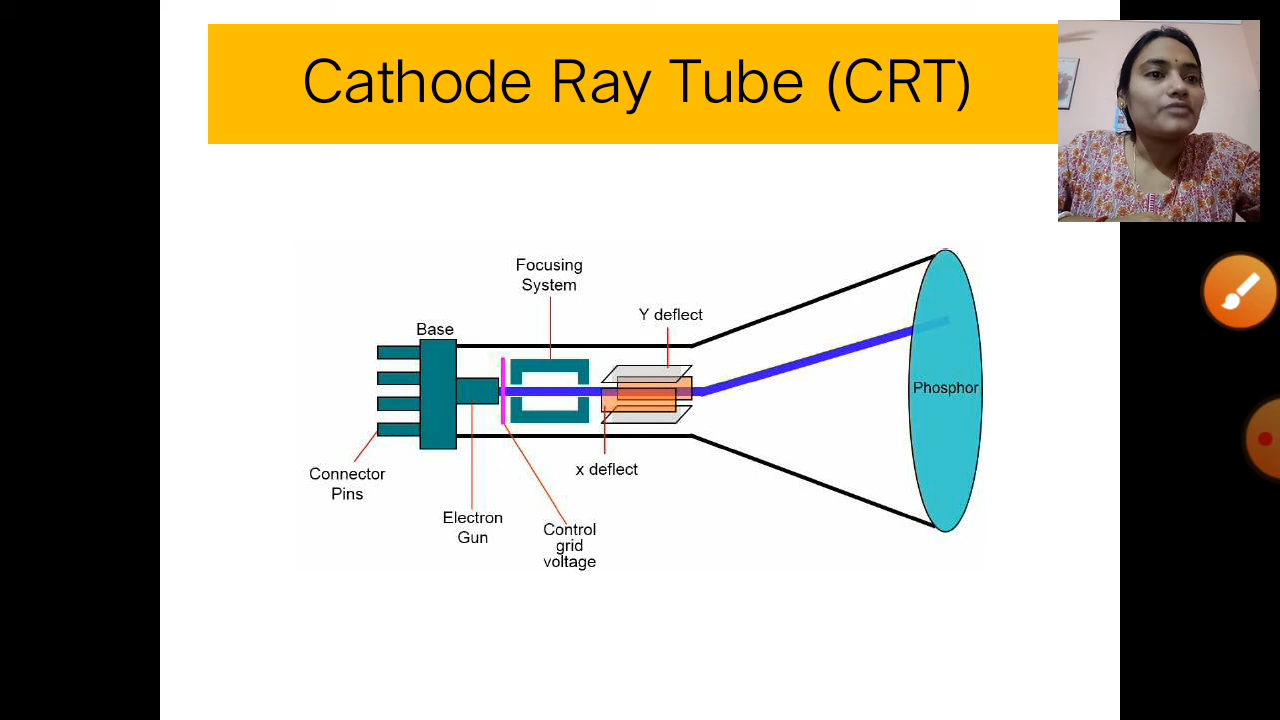 Cathode Ray Tube (CRT)
Focusing
System
Y deflect
Base
Phosphor
x deflect
Connector
Pins
Electron
Gun
Control
grid
voltage